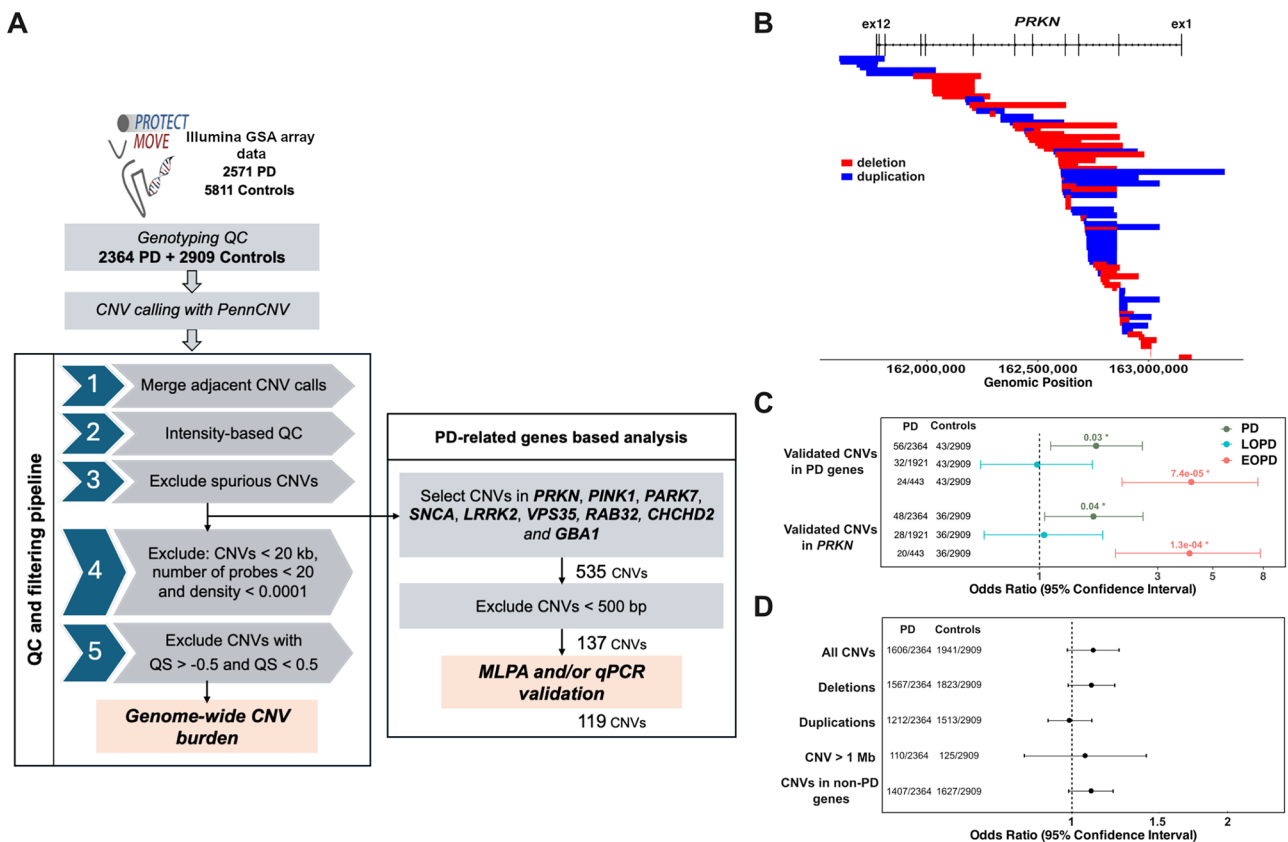 A
PROTECT
MOVE
Illumina GSA array
data
2571 PD
5811 Controls
Genotyping QC
2364 PD + 2909 Controls
CNV calling with PennCNV
QC and filtering pipeline
1
Merge adjacent CNV calls
2
Intensity-based QC
3
Exclude spurious CNVs
4
Exclude: CNVs < 20 kb,
number of probes < 20
and density < 0.0001
5
Exclude CNVs with
QS > -0.5 and QS < 0.5
Genome-wide CNV
burden
PD-related genes based analysis
Select CNVs in PRKN, PINK1, PARK7,
SNCA, LRRK2, VPS35, RAB32, CHCHD2
and GBA1
535 CNVs
Exclude CNVs < 500 bp
137 CNVs
MLPA and/or qPCR
validation
119 CNVs
B
ex12 PRKN ex1
deletion
duplication
162,000,000 162,500,000 163,000,000
Genomic Position
C
PD Controls
Validated CNVs
in PD genes
56/2364 43/2909 0.03 *
32/1921 43/2909
24/443 43/2909 7.4e-05 *
Validated CNVs
in PRKN
48/2364 36/2909 0.04 *
28/1921 36/2909
20/443 36/2909 1.3e-04 *
PD
LOPD
EOPD
1 3 5 8
Odds Ratio (95% Confidence Interval)
D
PD Controls
All CNVs 1606/2364 1941/2909
Deletions 1567/2364 1823/2909
Duplications 1212/2364 1513/2909
CNV > 1 Mb 110/2364 125/2909
CNVs in non-PD
genes
1407/2364 1627/2909
1 1.5 2
Odds Ratio (95% Confidence Interval)